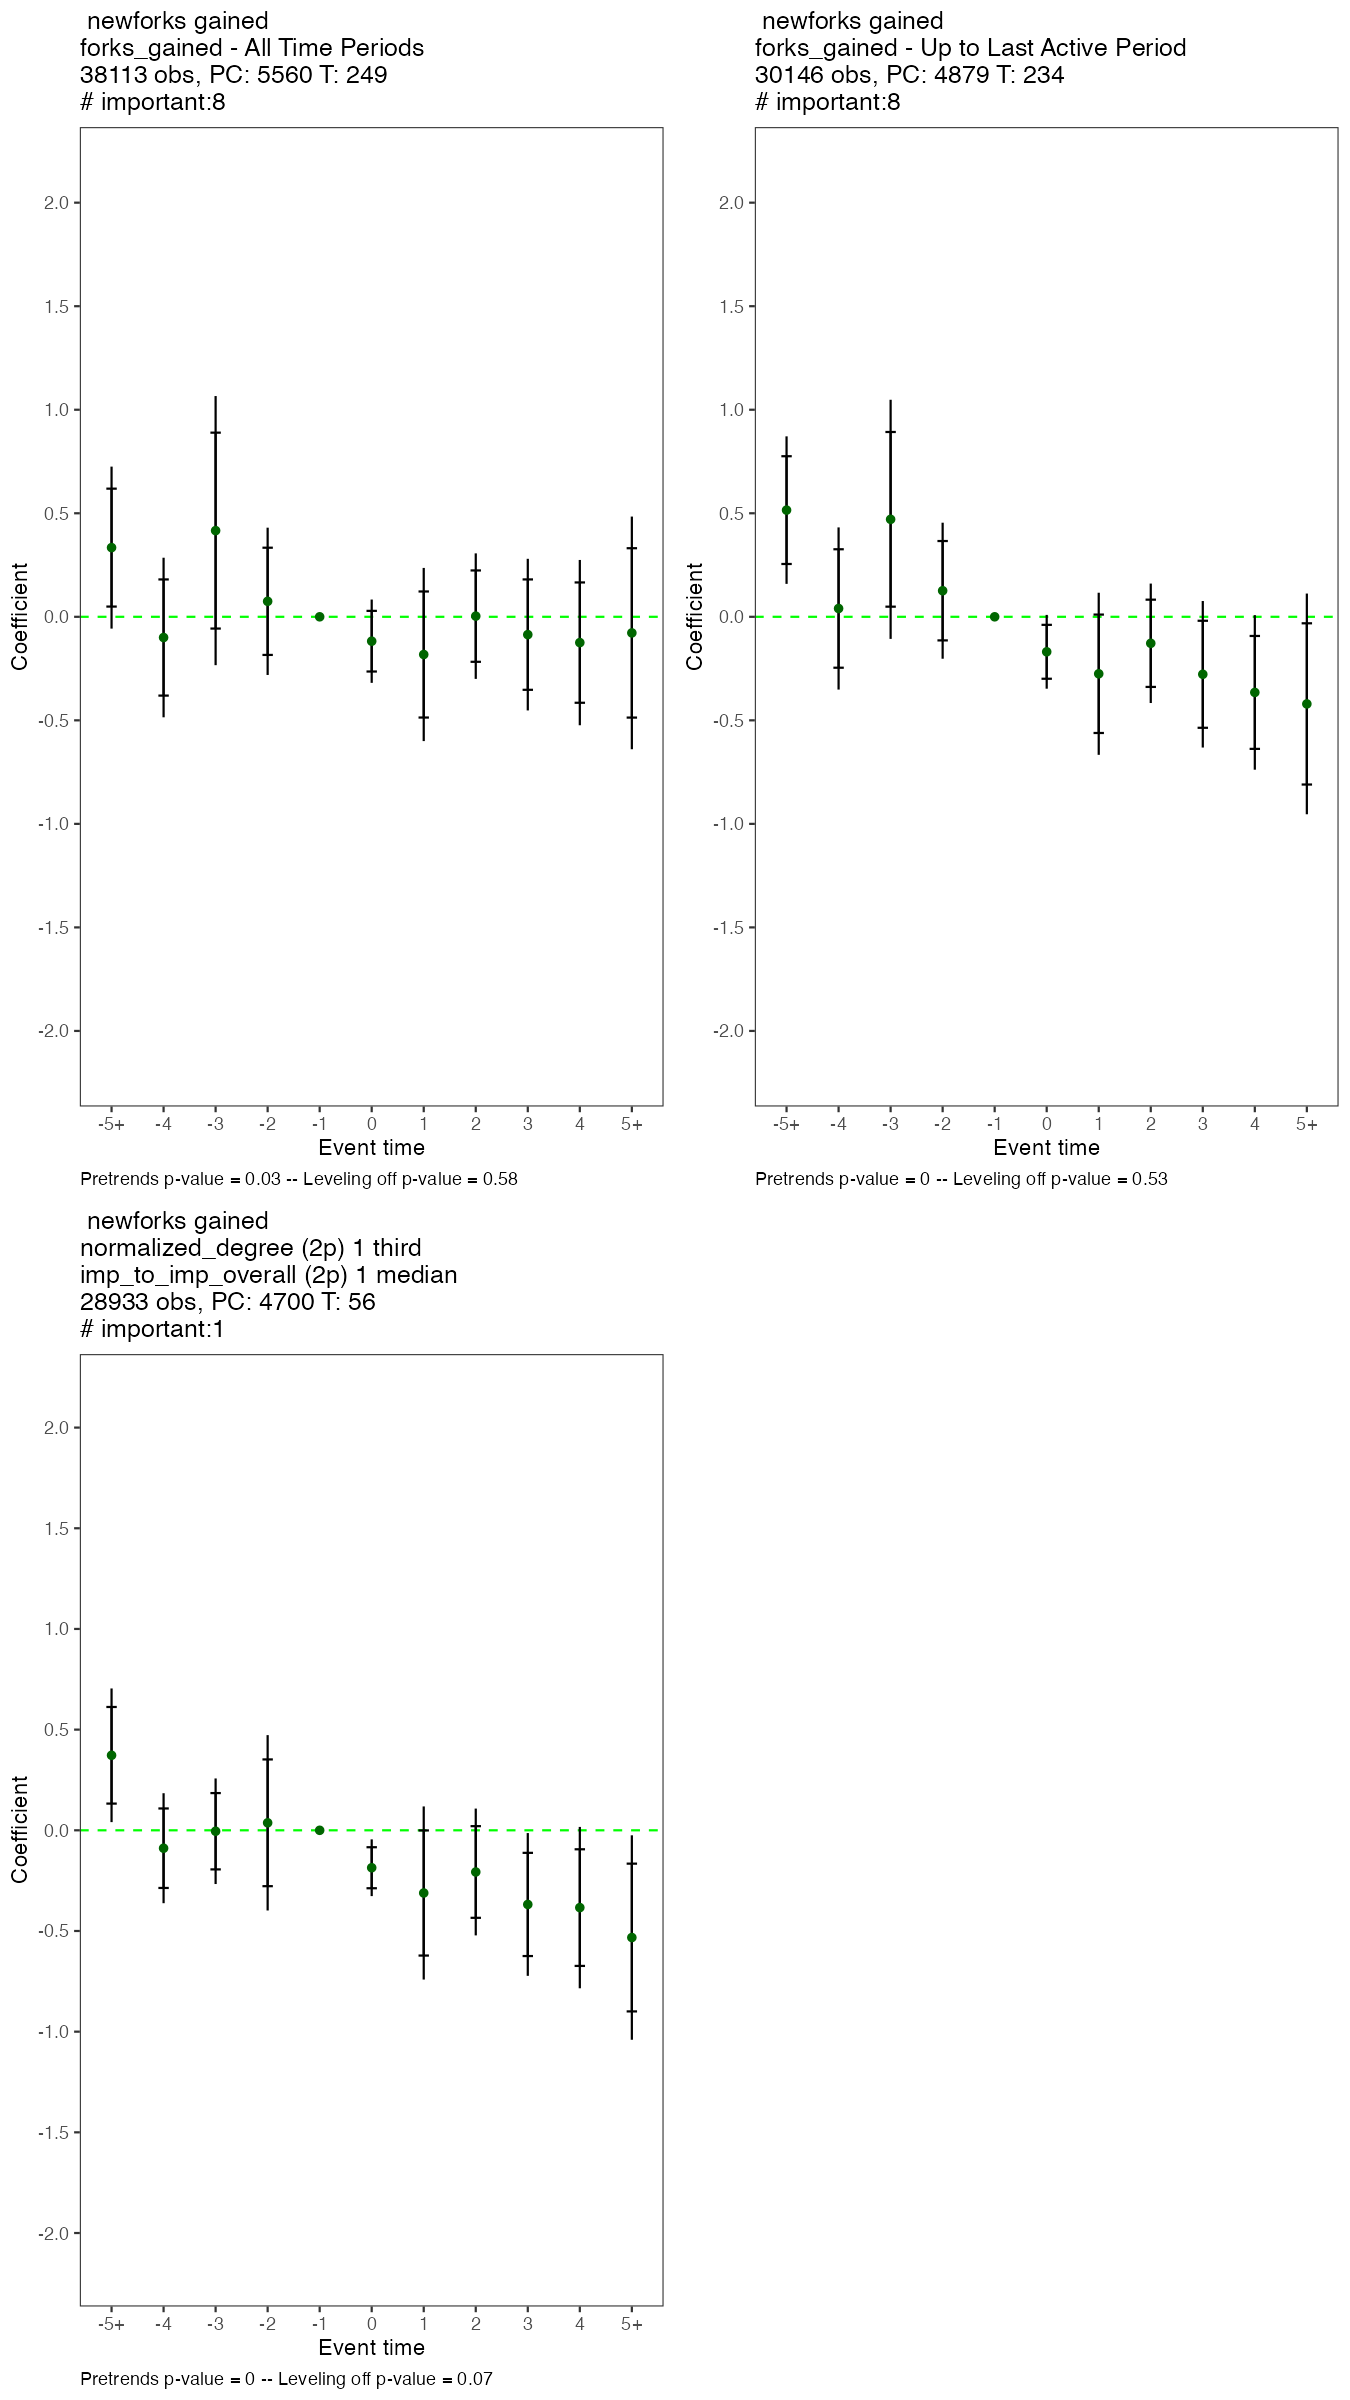 newforks gained
forks_gained - All Time Periods
38113 obs, PC: 5560 T: 249
# important:8
2.0
1.5
1.0
0.5
0.0
-0.5
-1.0
-1.5
-2.0
Coefficient
-5+ -4 -3 -2 -1 0 1 2 3 4 5+
Event time
Pretrends p-value = 0.03 -- Leveling off p-value = 0.58
newforks gained
forks_gained - Up to Last Active Period
30146 obs, PC: 4879 T: 234
# important:8
2.0
1.5
1.0
0.5
0.0
-0.5
-1.0
-1.5
-2.0
Coefficient
-5+ -4 -3 -2 -1 0 1 2 3 4 5+
Event time
Pretrends p-value = 0 -- Leveling off p-value = 0.53
newforks gained
normalized_degree (2p) 1 third
imp_to_imp_overall (2p) 1 median
28933 obs, PC: 4700 T: 56
# important:1
2.0
1.5
1.0
0.5
0.0
-0.5
-1.0
-1.5
-2.0
Coefficient
-5+ -4 -3 -2 -1 0 1 2 3 4 5+
Event time
Pretrends p-value = 0 -- Leveling off p-value = 0.07